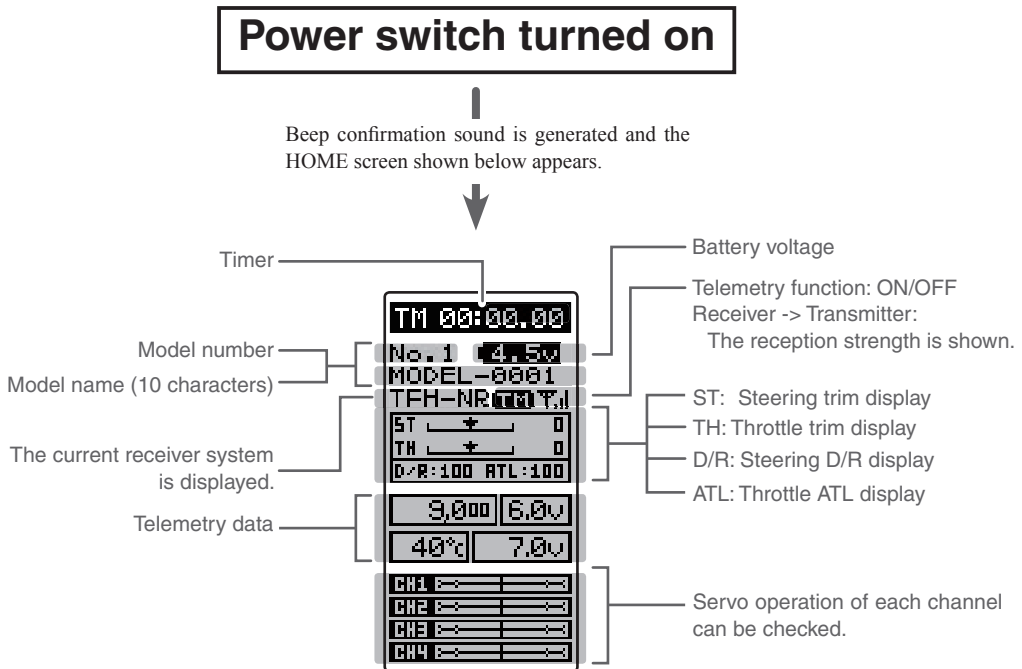 Power switch turned on
Beep confirmation sound is generated and the
HOME screen shown below appears.
Timer
Model number
Model name (10 characters)
The current receiver system
is displayed.
Telemetry data
TM 00:00.00
No.1 4.5v
MODEL-0001
TFH-NR TM
ST 0
TH 0
D/R:100 ATL:100
9,000 6.0v
40℃ 7.0v
CH1
CH2
CH3
CH4
Battery voltage
Telemetry function: ON/OFF
Receiver -> Transmitter:
The reception strength is shown.
ST: Steering trim display
TH: Throttle trim display
D/R: Steering D/R display
ATL: Throttle ATL display
Servo operation of each channel
can be checked.